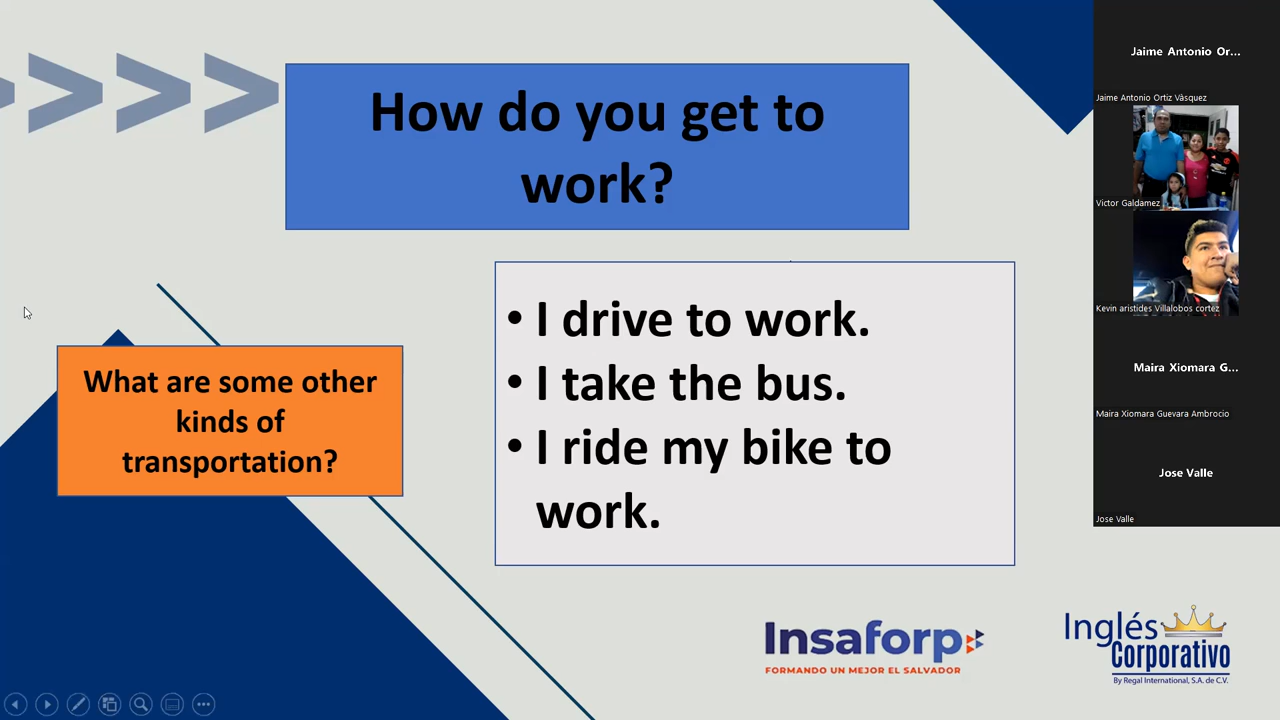 How do you get to
work?
• I drive to work.
• I take the bus.
• I ride my bike to
work.
What are some other
kinds of
transportation?
Insaforp
FORMANDO UN MEJOR EL SALVADOR
Inglés
Corporativo
By Regal International, S.A. de C.V.
Jaime Antonio Or...
Jaime Antonio Ortiz Vásquez
Victor Galdamez
Kevin aristides Villalobos cortez
Maira Xiomara G...
Maira Xiomara Guevara Ambrocio
Jose Valle
Jose Valle